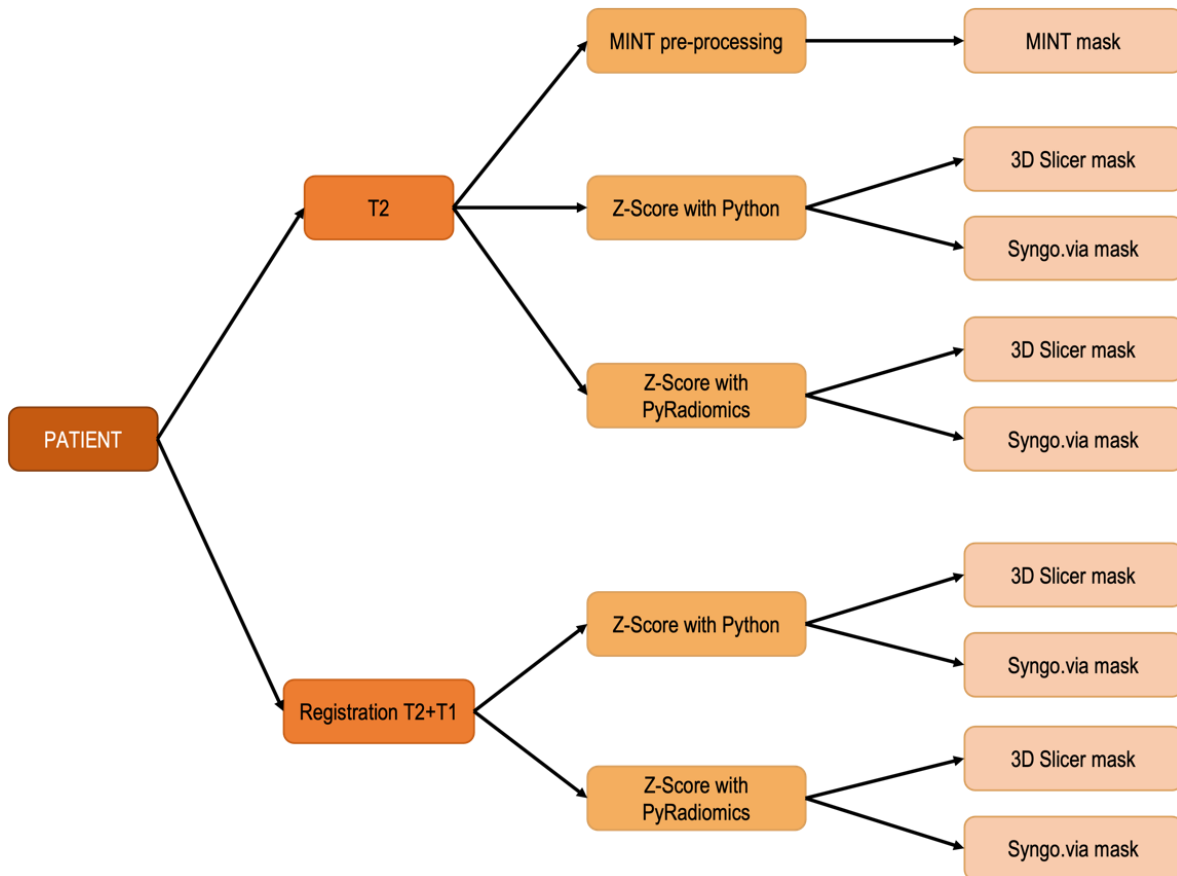 MINT pre-processing
MINT mask
3D Slicer mask
T2
Z-Score with Python
Syngo.via mask
3D Slicer mask
Z-Score with
PyRadiomics
Syngo.via mask
PATIENT
3D Slicer mask
Z-Score with Python
Syngo.via mask
Registration T2+T1
3D Slicer mask
Z-Score with
PyRadiomics
Syngo.via mask